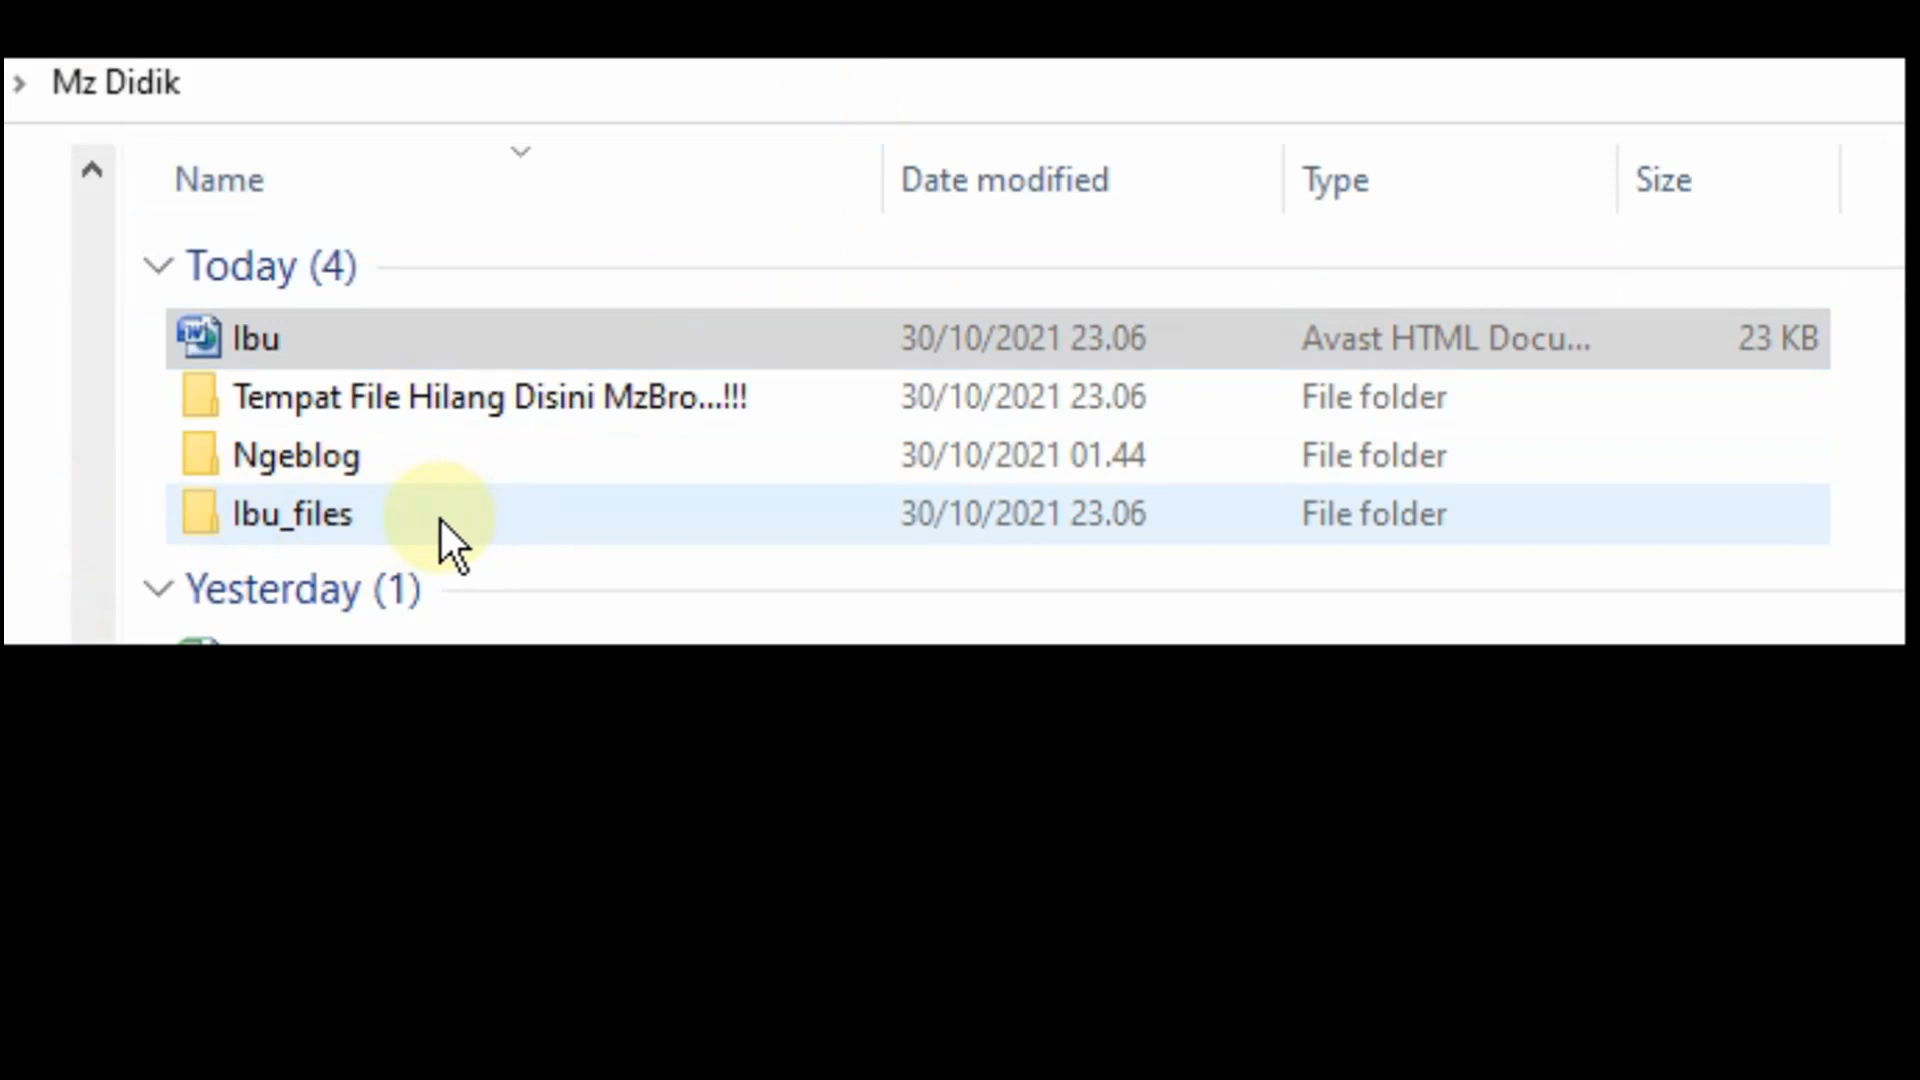 Mz Didik
Name Date modified Type Size
Today (4)
Ibu 30/10/2021 23.06 Avast HTML Docu... 23 KB
Tempat File Hilang Disini MzBro...!!! 30/10/2021 23.06 File folder
Ngeblog 30/10/2021 01.44 File folder
Ibu_files 30/10/2021 23.06 File folder
Yesterday (1)